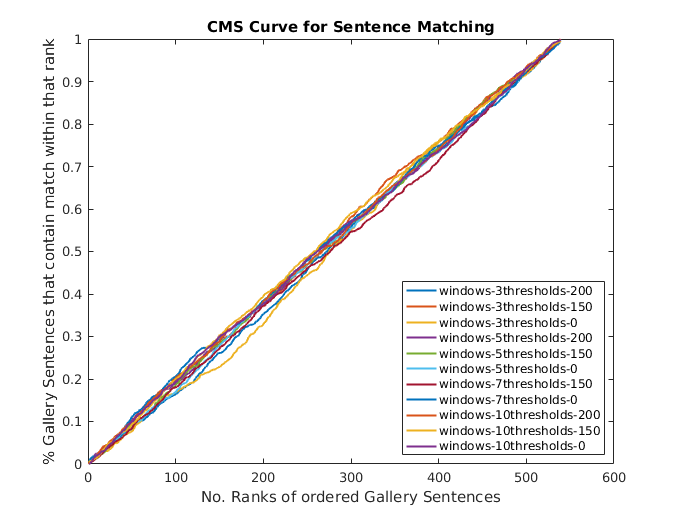 CMS Curve for Sentence Matching
% Gallery Sentences that contain match within that rank
1
0.9
0.8
0.7
0.6
0.5
0.4
0.3
0.2
0.1
0
0 100 200 300 400 500 600
No. Ranks of ordered Gallery Sentences
windows-3thresholds-200
windows-3thresholds-150
windows-3thresholds-0
windows-5thresholds-200
windows-5thresholds-150
windows-5thresholds-0
windows-7thresholds-150
windows-7thresholds-0
windows-10thresholds-200
windows-10thresholds-150
windows-10thresholds-0